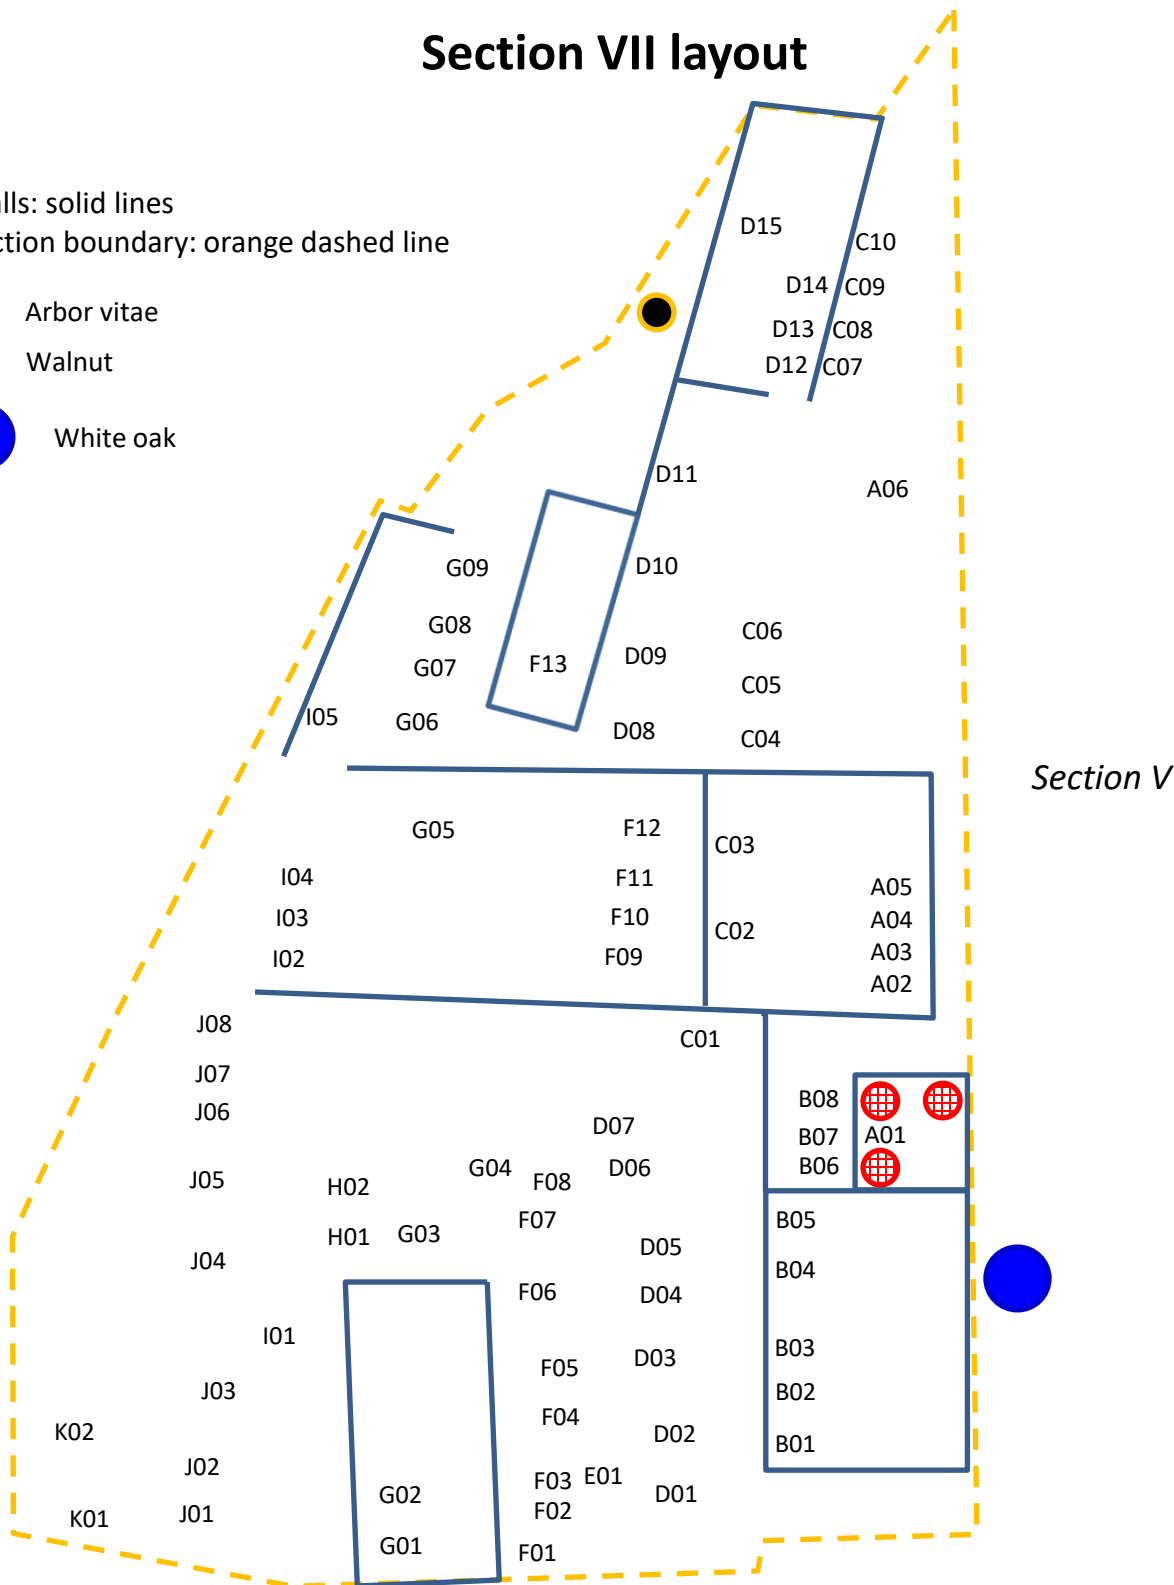 Section VII layout
lls: solid lines
ction boundary: orange dashed line
Arbor vitae
Walnut
White oak
D15
C10
D14 C09
D13 C08
D12 C07
D11
A06
G09
D10
G08
C06
D09
G07
F13
C05
I05
G06
D08
C04
Section V
G05
F12
C03
I04
F11
A05
I03
F10
A04
C02
I02
F09
A03
A02
J08
C01
J07
B08
J06
D07
B07 A01
J05
H02
G04
F08
D06
B06
H01
G03
F07
D05
B05
J04
B04
F06
D04
I01
B03
J03
F05
D03
B02
K02
F04
D02
B01
J02
F03
E01
G02
D01
K01
J01
F02
G01
F01